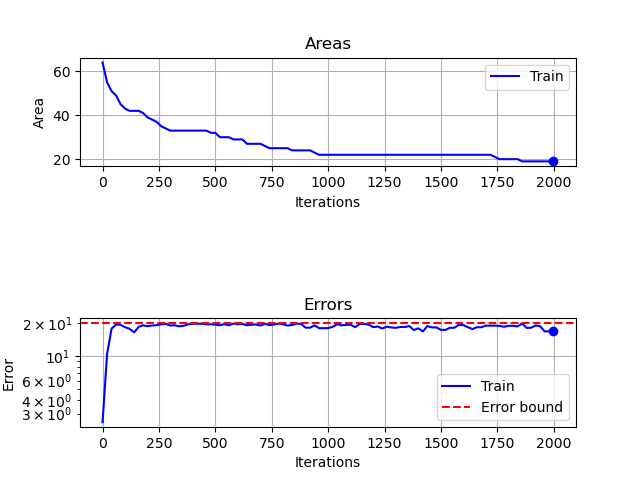 Areas
Area
60
40
20
Train
0 250 500 750 1000 1250 1500 1750 2000
Iterations
Errors
Error
2 × 10¹
10¹
6 × 10⁰
4 × 10⁰
3 × 10⁰
Train
Error bound
0 250 500 750 1000 1250 1500 1750 2000
Iterations